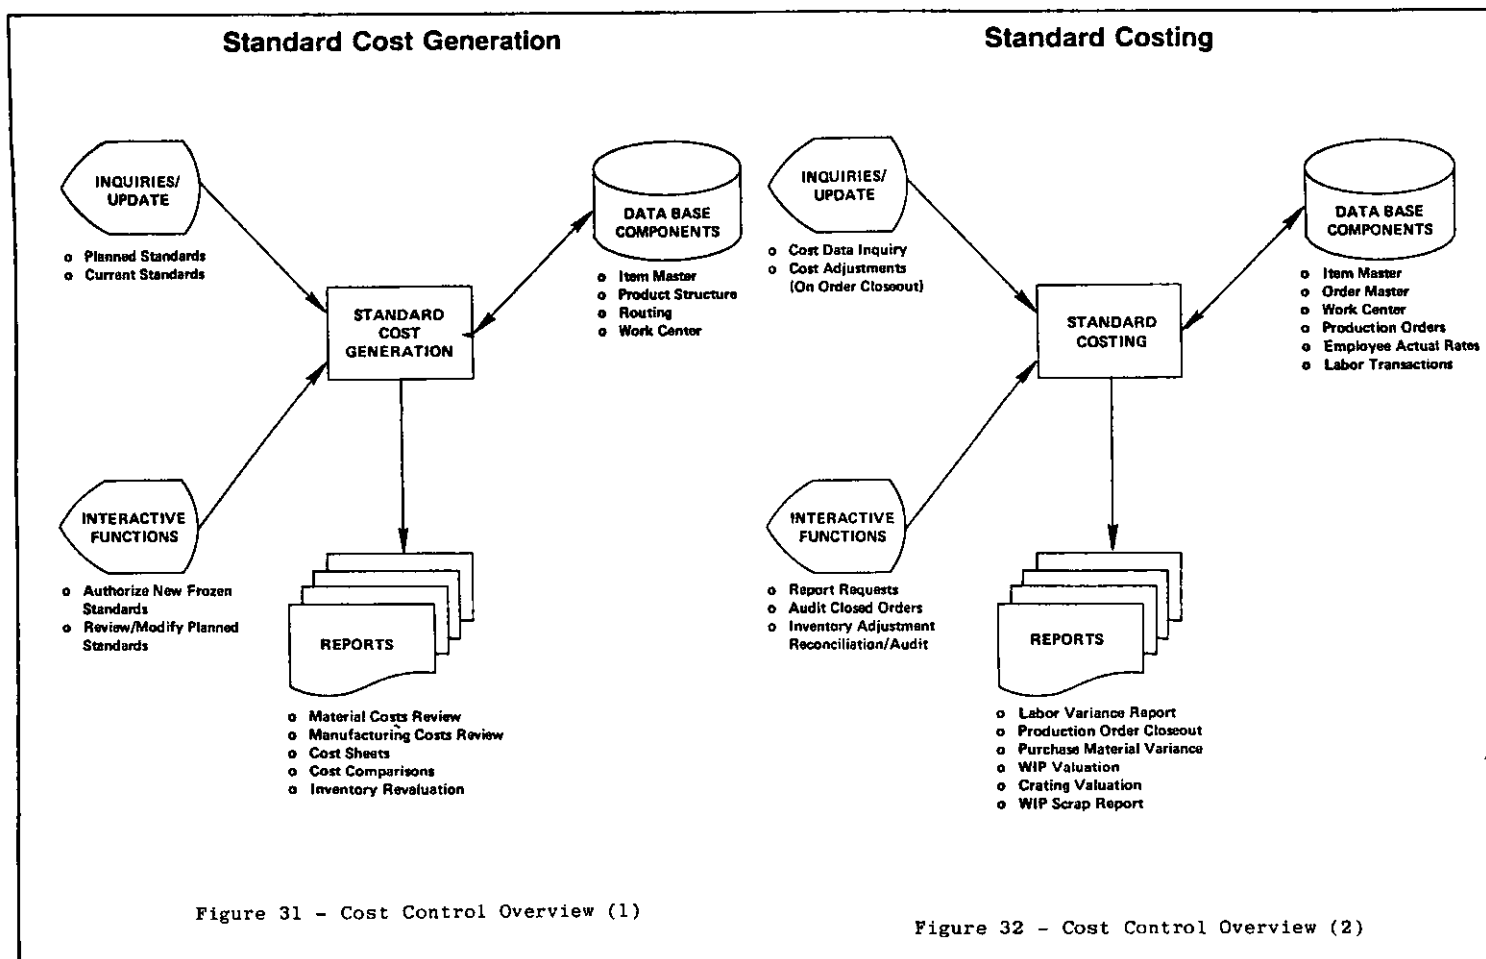 Standard Cost Generation
INQUIRIES/
UPDATE
o Planned Standards
o Current Standards
DATA BASE
COMPONENTS
o Item Master
o Product Structure
o Routing
o Work Center
STANDARD
COST
GENERATION
INTERACTIVE
FUNCTIONS
o Authorize New Frozen
Standards
o Review/Modify Planned
Standards
REPORTS
o Material Costs Review
o Manufacturing Costs Review
o Cost Sheets
o Cost Comparisons
o Inventory Revaluation
Figure 31 - Cost Control Overview (1)
Standard Costing
INQUIRIES/
UPDATE
o Cost Data Inquiry
o Cost Adjustments
(On Order Closeout)
DATA BASE
COMPONENTS
o Item Master
o Order Master
o Work Center
o Production Orders
o Employee Actual Rates
o Labor Transactions
STANDARD
COSTING
INTERACTIVE
FUNCTIONS
o Report Requests
o Audit Closed Orders
o Inventory Adjustment
Reconciliation/Audit
REPORTS
o Labor Variance Report
o Production Order Closeout
o Purchase Material Variance
o WIP Valuation
o Crating Valuation
o WIP Scrap Report
Figure 32 - Cost Control Overview (2)